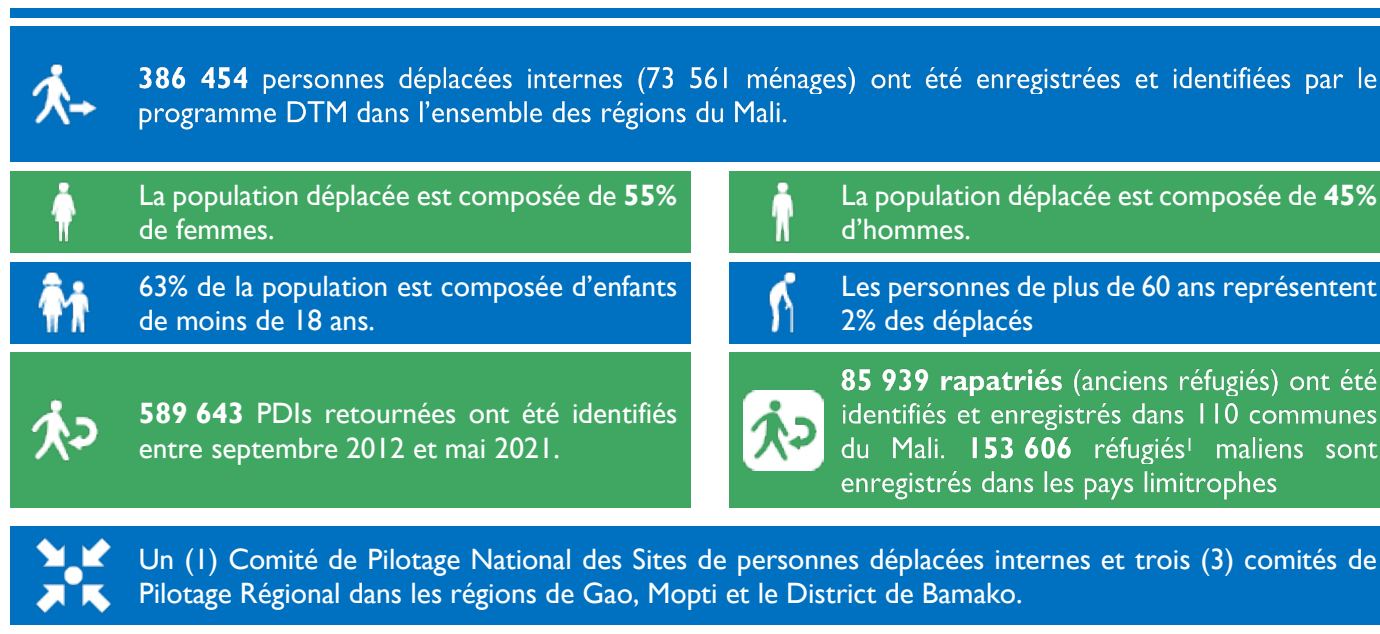 386 454 personnes déplacées internes (73 561 ménages) ont été enregistrées et identifiées par le
programme DTM dans l’ensemble des régions du Mali.
La population déplacée est composée de 55%
de femmes.
La population déplacée est composée de 45%
d’hommes.
63% de la population est composée d’enfants
de moins de 18 ans.
Les personnes de plus de 60 ans représentent
2% des déplacés
589 643 PDIs retournées ont été identifiés
entre septembre 2012 et mai 2021.
85 939 rapatriés (anciens réfugiés) ont été
identifiés et enregistrés dans 110 communes
du Mali. 153 606 réfugiés¹ maliens sont
enregistrés dans les pays limitrophes
Un (1) Comité de Pilotage National des Sites de personnes déplacées internes et trois (3) comités de
Pilotage Régional dans les régions de Gao, Mopti et le District de Bamako.